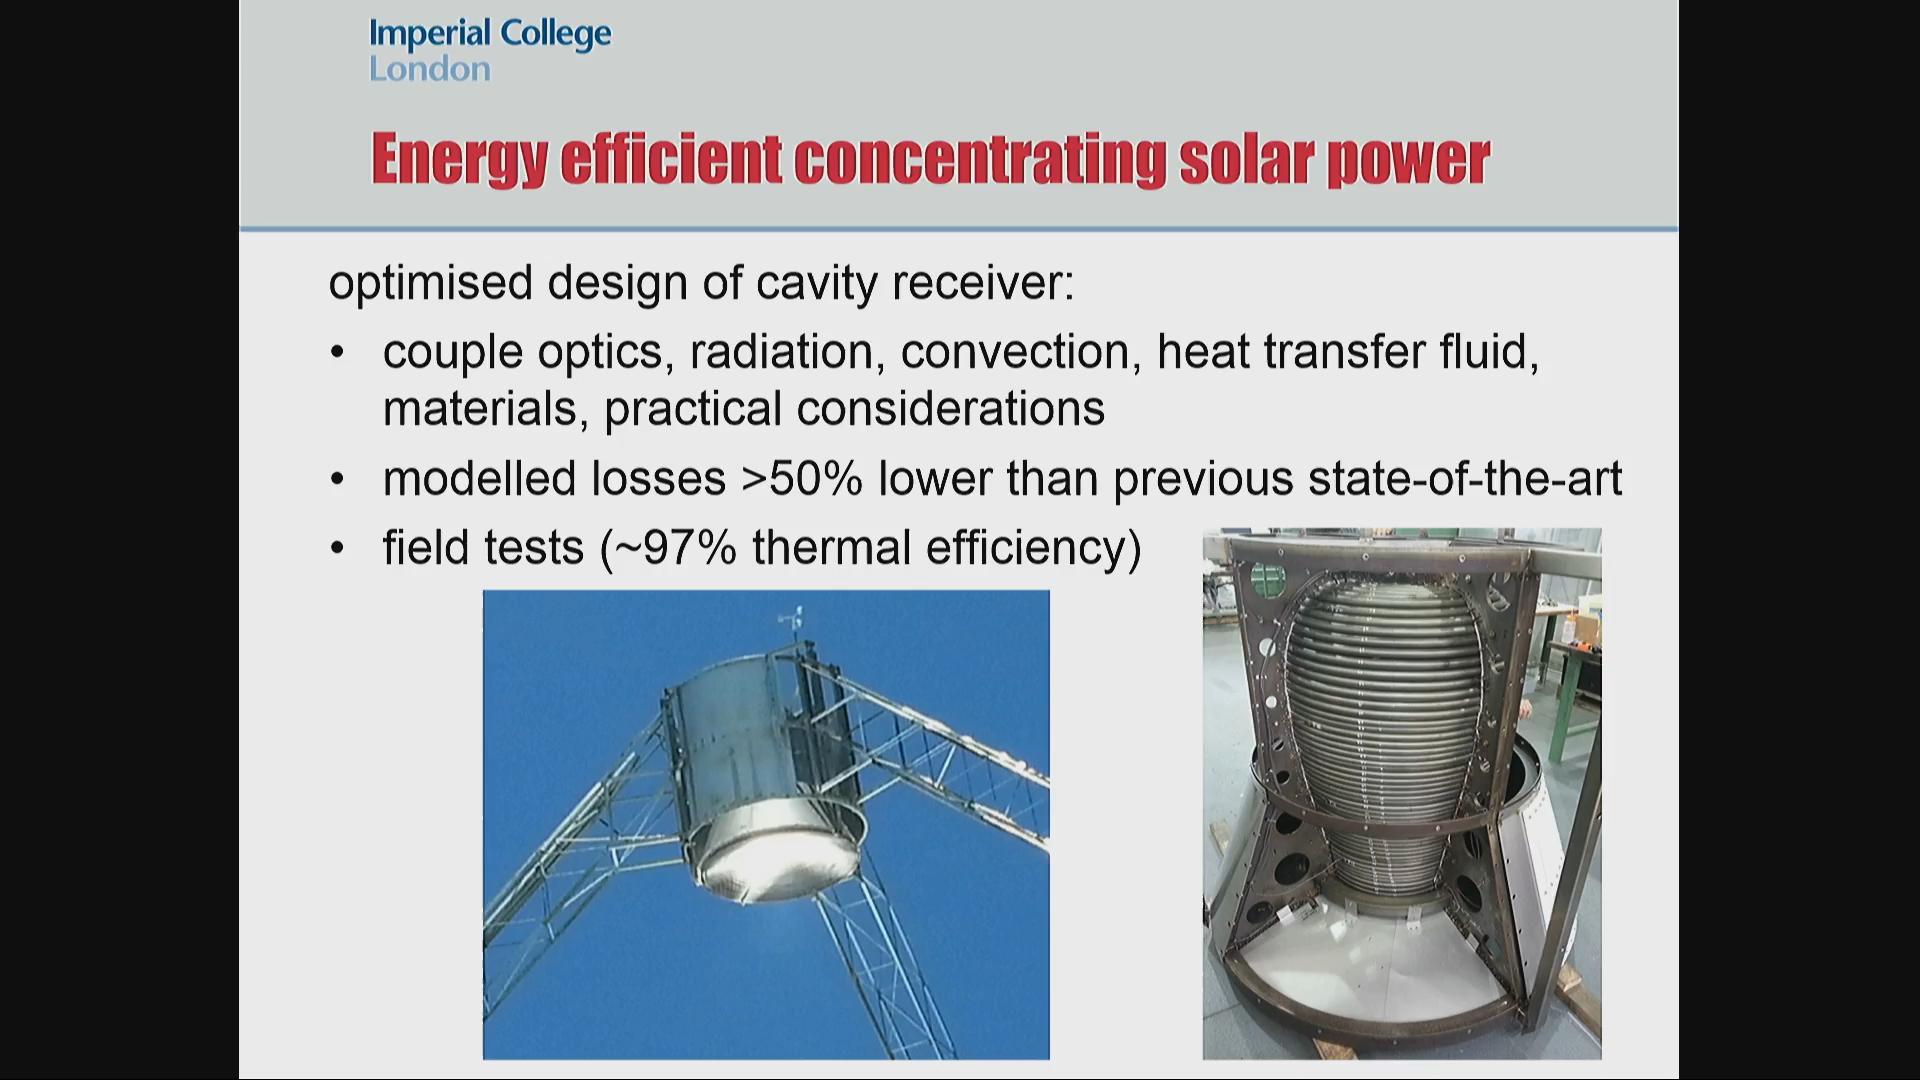 Imperial College
London
Energy efficient concentrating solar power
optimised design of cavity receiver:
• couple optics, radiation, convection, heat transfer fluid,
materials, practical considerations
• modelled losses >50% lower than previous state-of-the-art
• field tests (~97% thermal efficiency)